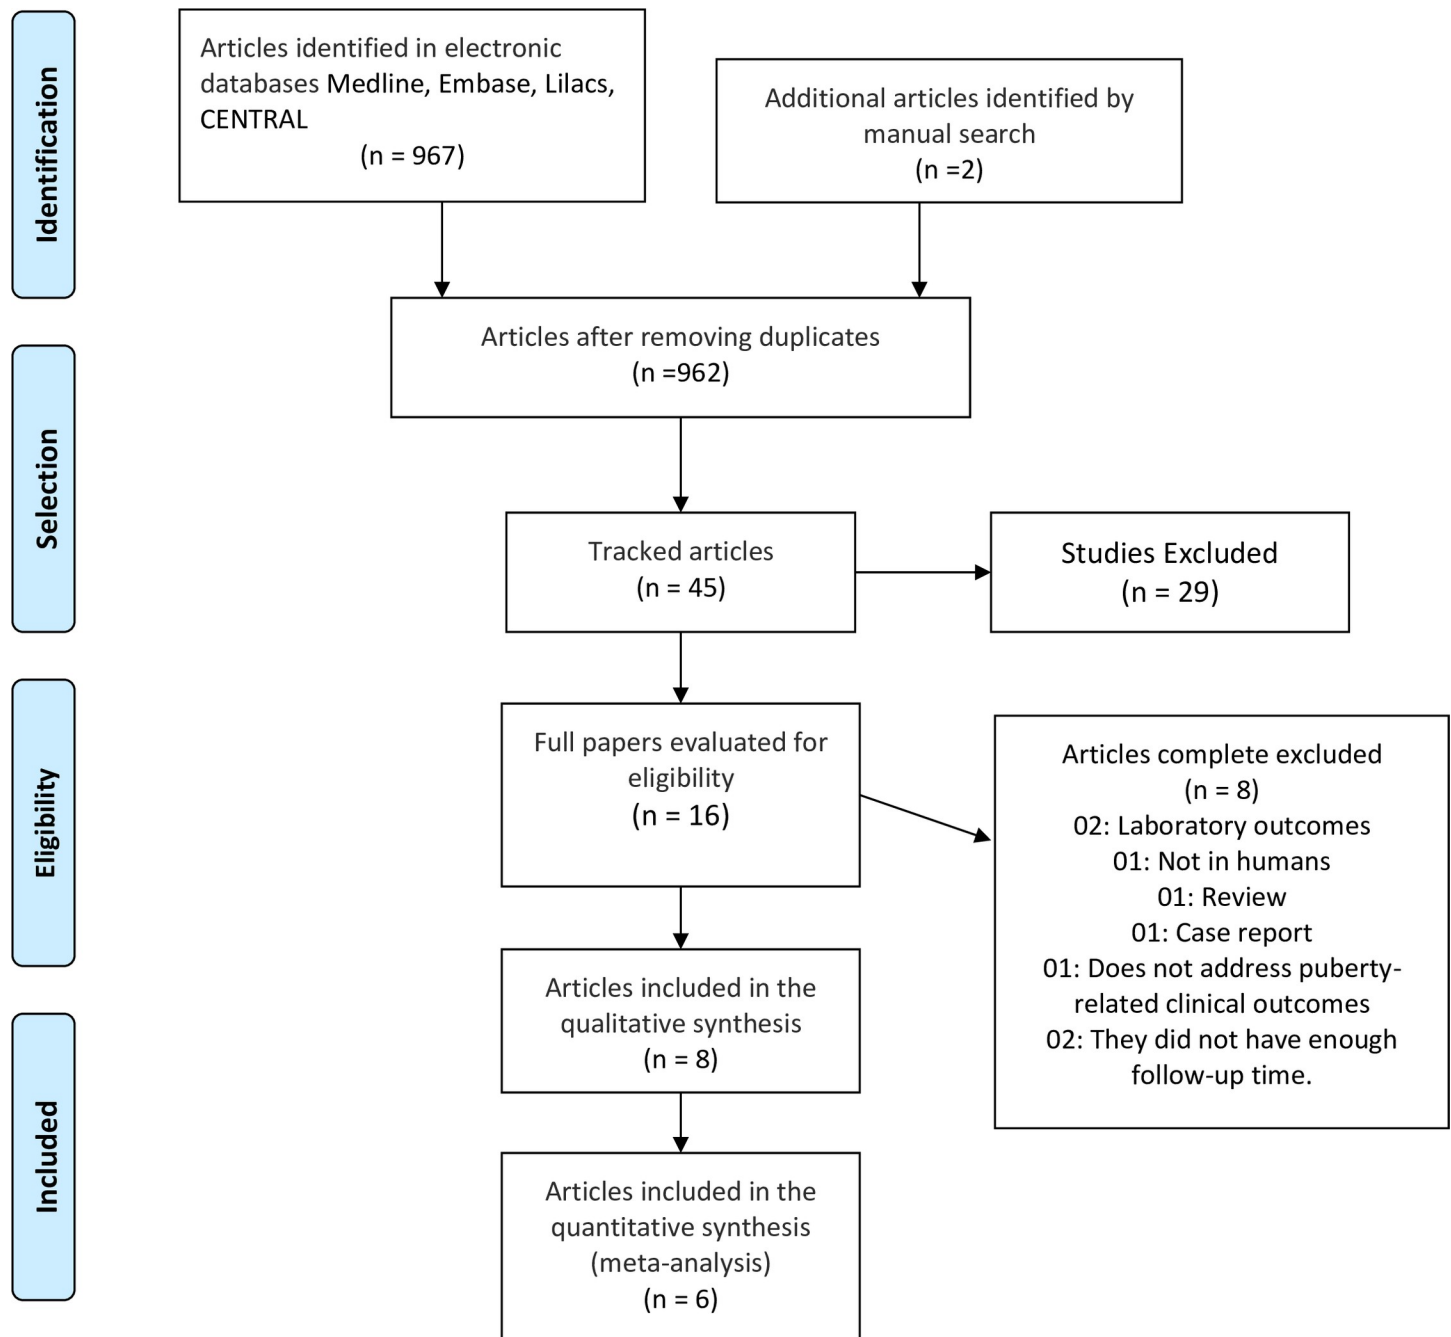 Identification
Articles identified in electronic
databases Medline, Embase, Lilacs,
CENTRAL
(n = 967)
Additional articles identified by
manual search
(n =2)
Articles after removing duplicates
(n =962)
Selection
Tracked articles
(n = 45)
Studies Excluded
(n = 29)
Eligibility
Full papers evaluated for
eligibility
(n = 16)
Articles complete excluded
(n = 8)
02: Laboratory outcomes
01: Not in humans
01: Review
01: Case report
01: Does not address puberty-
related clinical outcomes
02: They did not have enough
follow-up time.
Articles included in the
qualitative synthesis
(n = 8)
Included
Articles included in the
quantitative synthesis
(meta-analysis)
(n = 6)